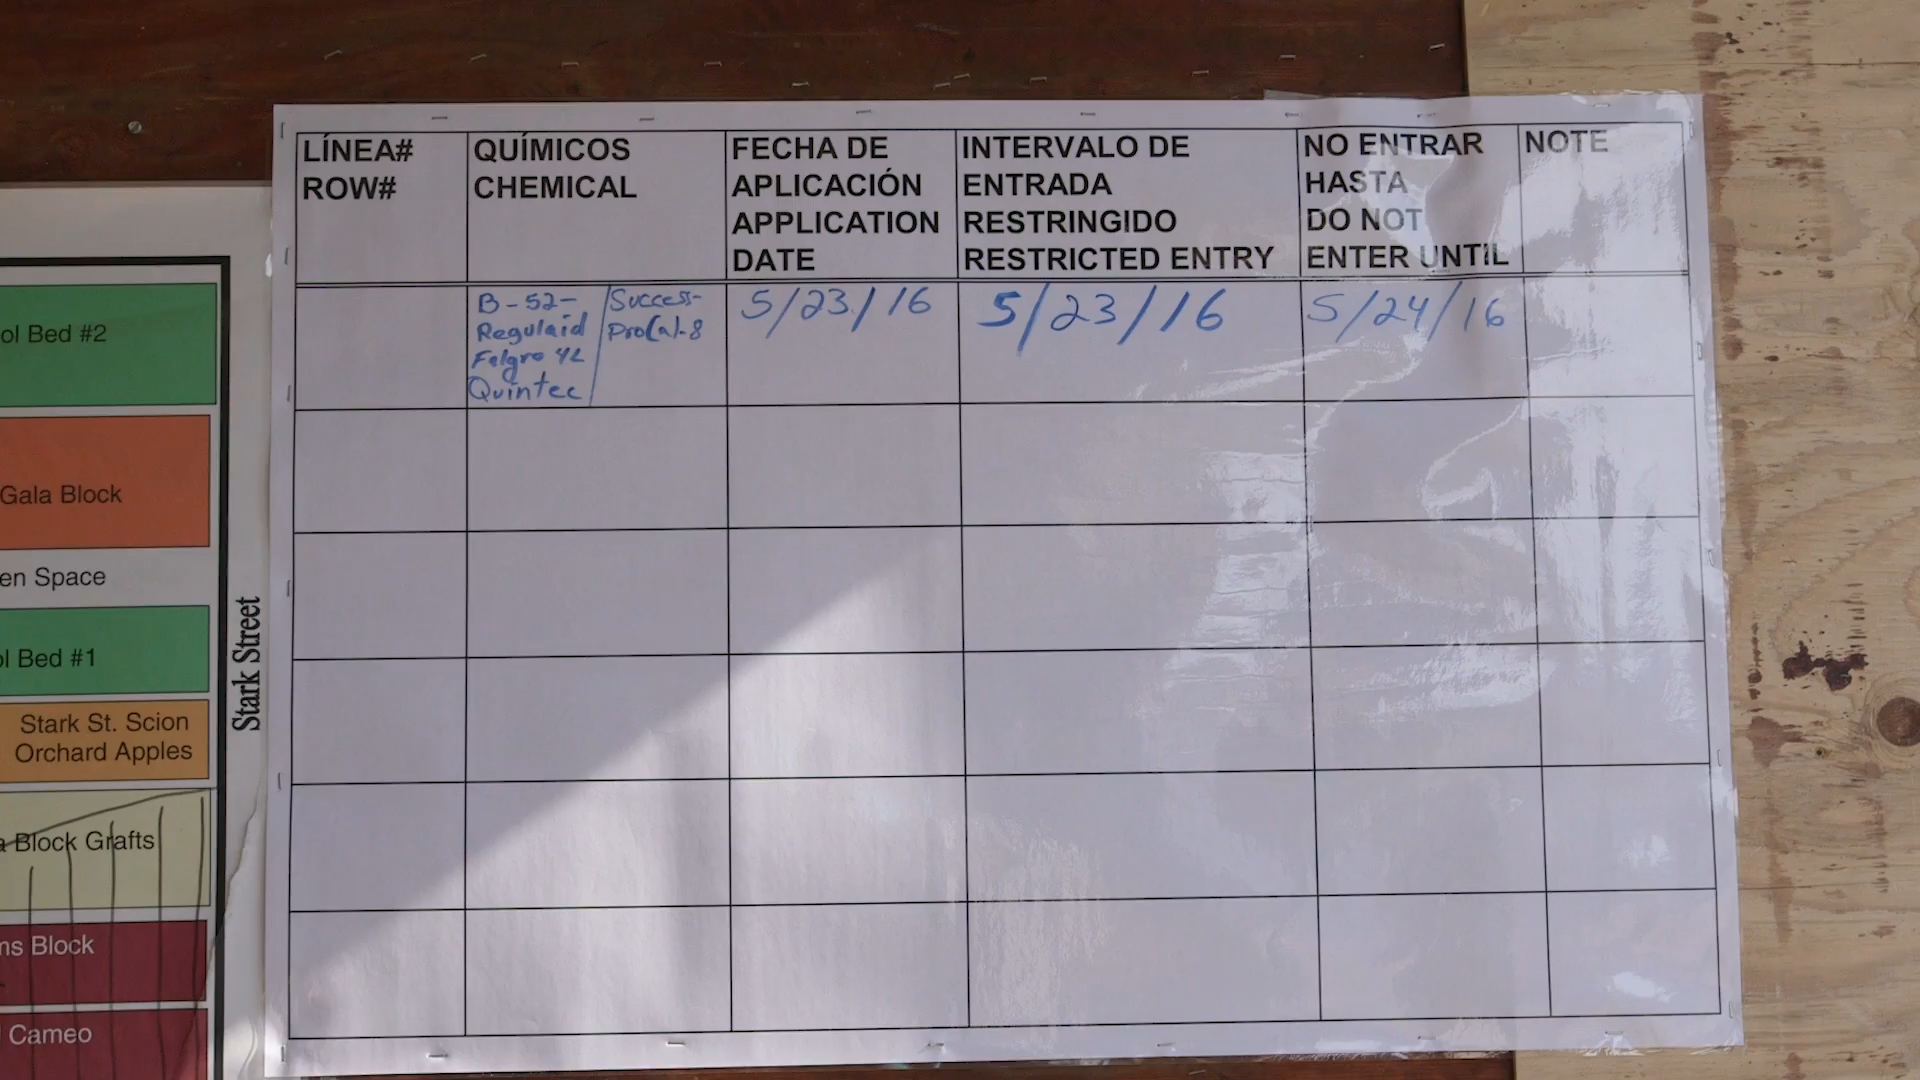 LÍNEA#
ROW#
QUÍMICOS
CHEMICAL
FECHA DE
APLICACIÓN
APPLICATION
DATE
INTERVALO DE
ENTRADA
RESTRINGIDO
RESTRICTED ENTRY
NO ENTRAR
HASTA
DO NOT
ENTER UNTIL
NOTE
B-52-
Regulaid
Felgro 4L
Quintec
Success-
ProCal-8
5/23/16
5/23/16
5/24/16
ol Bed #2
Gala Block
en Space
ol Bed #1
Stark St. Scion
Orchard Apples
a Block Grafts
ms Block
Cameo
Stark Street